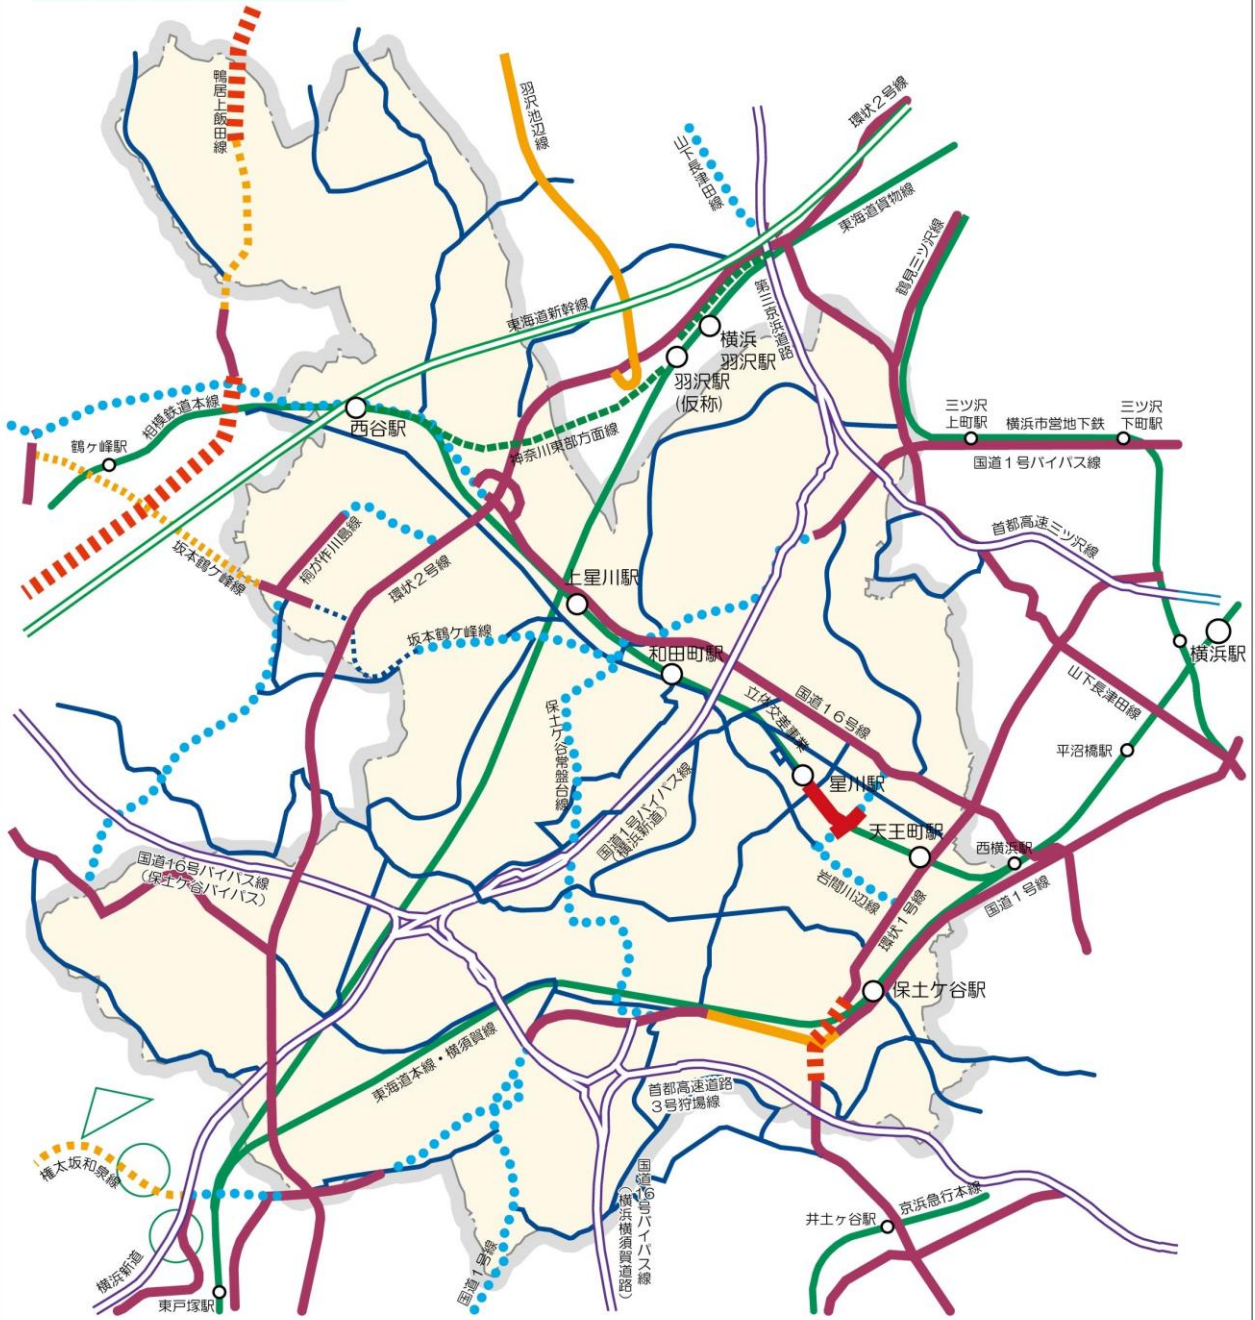 鴨居上飯田線
羽沢池辺線
山下長津田線
環状2号線
東海道貨物線
鶴見三ツ沢線
第三京浜道路
東海道新幹線
横浜
羽沢駅
羽沢駅
(仮称)
相模鉄道本線
西谷駅
鶴ヶ峰駅
神奈川東部方面線
三ツ沢
上町駅
横浜市営地下鉄
三ツ沢
下町駅
国道1号バイパス線
首都高速三ツ沢線
坂本鶴ケ峰線
桐が作川島線
環状2号線
上星川駅
坂本鶴ケ峰線
和田町駅
横浜駅
山下長津田線
保土ケ谷常盤台線
立体交差事業
国道16号線
平沼橋駅
星川駅
国道1号バイパス線
(横浜新道)
天王町駅
西横浜駅
国道16号バイパス線
(保土ケ谷バイパス)
岩間川辺線
環状1号線
国道1号線
保土ケ谷駅
東海道本線・横須賀線
首都高速道路
3号狩場線
権太坂和泉線
国道16号バイパス線
(横浜横須賀道路)
井土ヶ谷駅
京浜急行本線
横浜新道
東戸塚駅
国道1号線